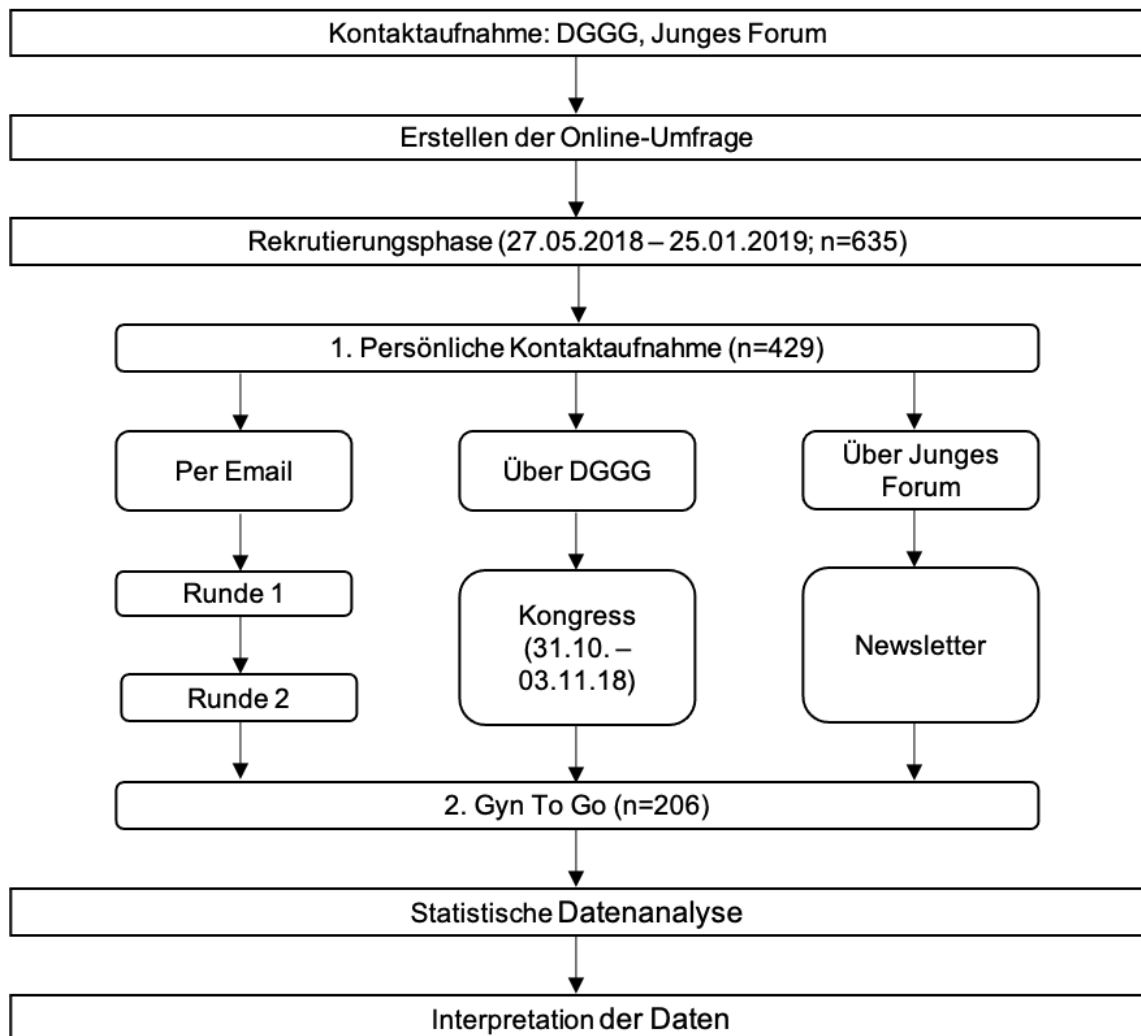 Kontaktaufnahme: DGGG, Junges Forum
Erstellen der Online-Umfrage
Rekrutierungsphase (27.05.2018 – 25.01.2019; n=635)
1. Persönliche Kontaktaufnahme (n=429)
Per Email
Über DGGG
Über Junges
Forum
Runde 1
Runde 2
Kongress
(31.10. –
03.11.18)
Newsletter
2. Gyn To Go (n=206)
Statistische Datenanalyse
Interpretation der Daten